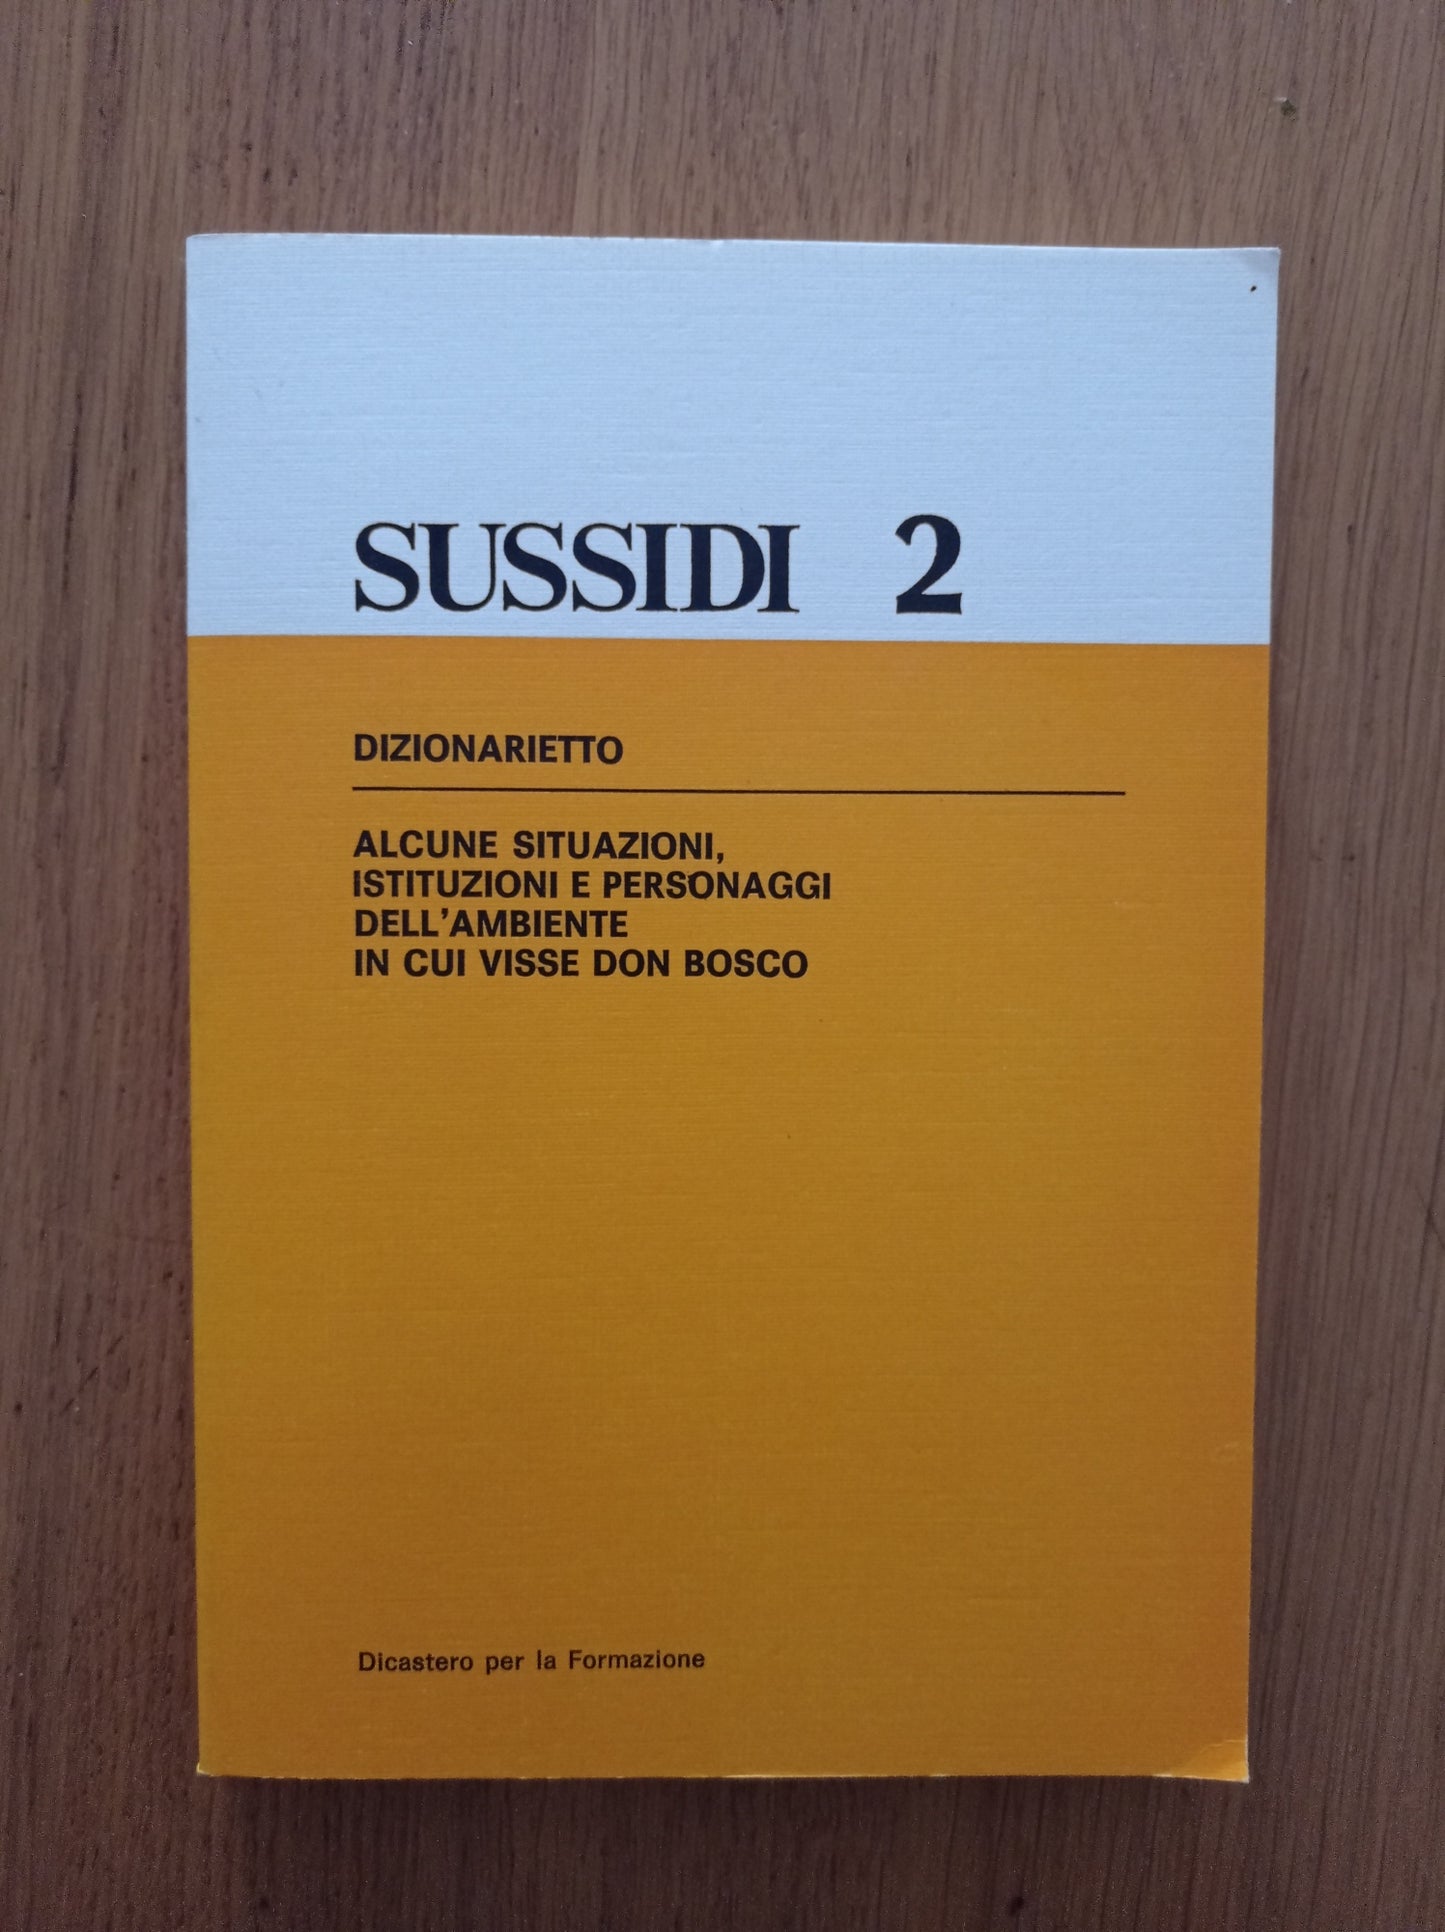 SUSSIDI 2
DIZIONARIETTO
ALCUNE SITUAZIONI,
ISTITUZIONI E PERSONAGGI
DELL'AMBIENTE
IN CUI VISSE DON BOSCO
Dicastero per la Formazione